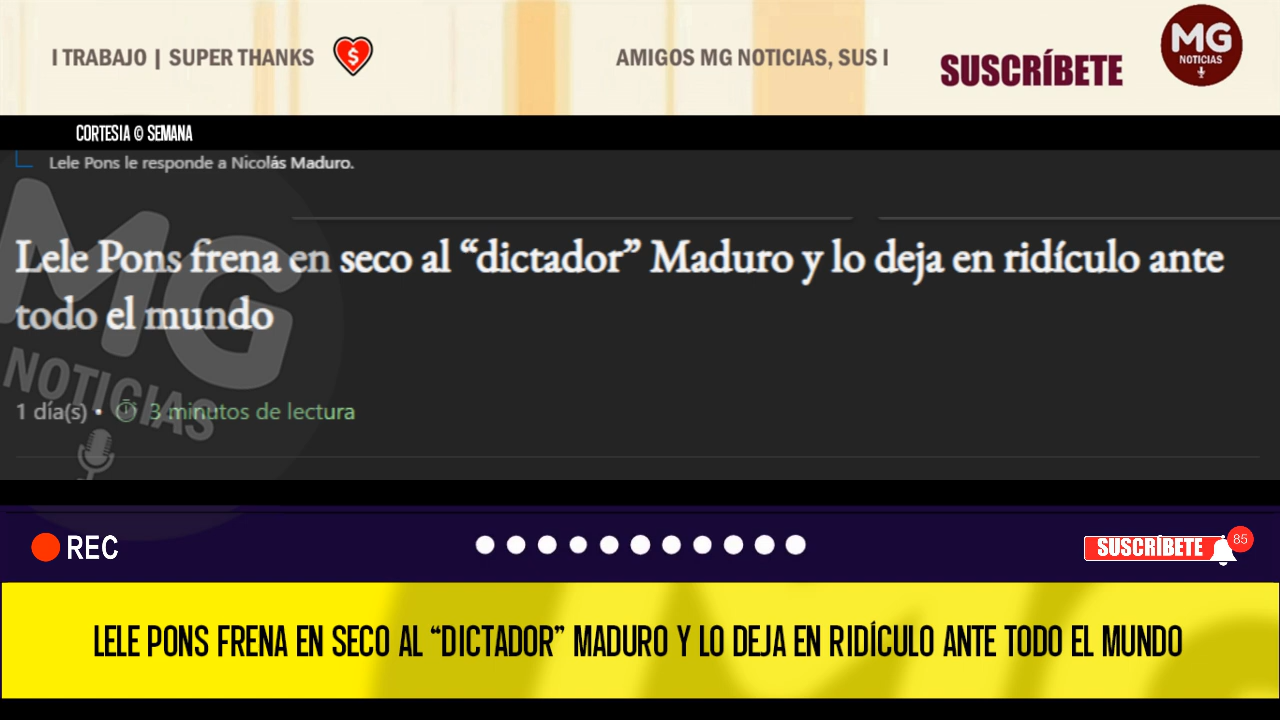 I TRABAJO | SUPER THANKS
$
AMIGOS MG NOTICIAS, SUS I
SUSCRÍBETE
MG
NOTICIAS
CORTESIA © SEMANA
Lele Pons le responde a Nicolás Maduro.
Lele Pons frena en seco al “dictador” Maduro y lo deja en ridículo ante
todo el mundo
MG
NOTICIAS
1 día(s) • 3 minutos de lectura
REC
SUSCRÍBETE
85
LELE PONS FRENA EN SECO AL “DICTADOR” MADURO Y LO DEJA EN RIDÍCULO ANTE TODO EL MUNDO